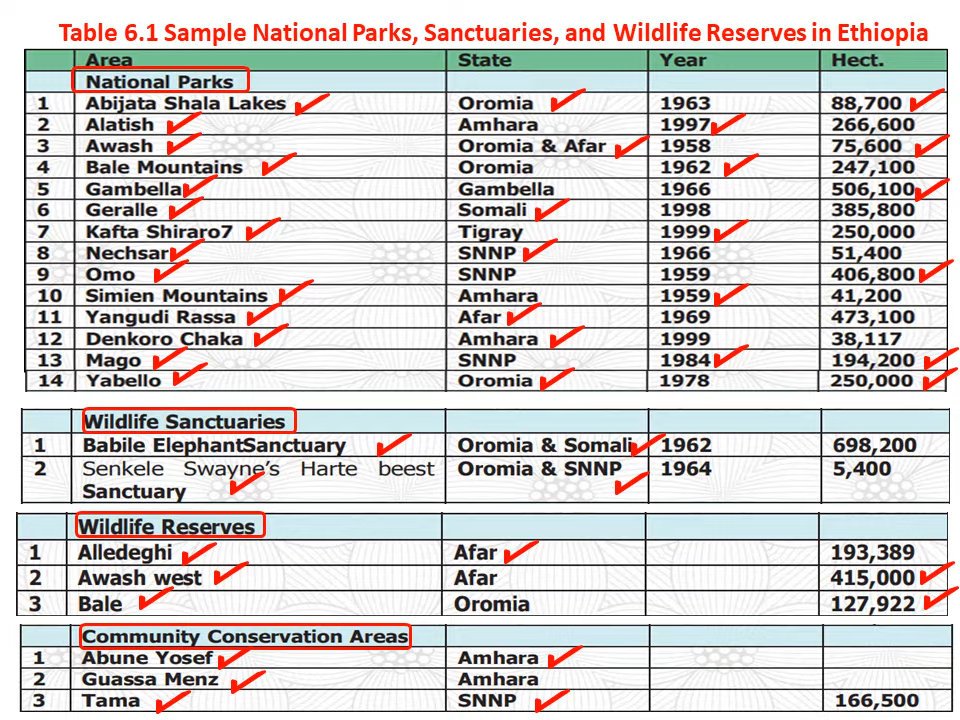 Table 6.1 Sample National Parks, Sanctuaries, and Wildlife Reserves in Ethiopia
Area State Year Hect.
National Parks
1 Abijata Shala Lakes Oromia 1963 88,700
2 Alatish Amhara 1997 266,600
3 Awash Oromia & Afar 1958 75,600
4 Bale Mountains Oromia 1962 247,100
5 Gambella Gambella 1966 506,100
6 Geralle Somali 1998 385,800
7 Kafta Shiraro7 Tigray 1999 250,000
8 Nechsar SNNP 1966 51,400
9 Omo SNNP 1959 406,800
10 Simien Mountains Amhara 1959 41,200
11 Yangudi Rassa Afar 1969 473,100
12 Denkoro Chaka Amhara 1999 38,117
13 Mago SNNP 1984 194,200
14 Yabello Oromia 1978 250,000
Wildlife Sanctuaries
1 Babile ElephantSanctuary Oromia & Somali 1962 698,200
2 Senkele Swayne's Harte beest Oromia & SNNP 1964 5,400
Sanctuary
Wildlife Reserves
1 Alledeghi Afar 193,389
2 Awash west Afar 415,000
3 Bale Oromia 127,922
Community Conservation Areas
1 Abune Yosef Amhara
2 Guassa Menz Amhara
3 Tama SNNP 166,500